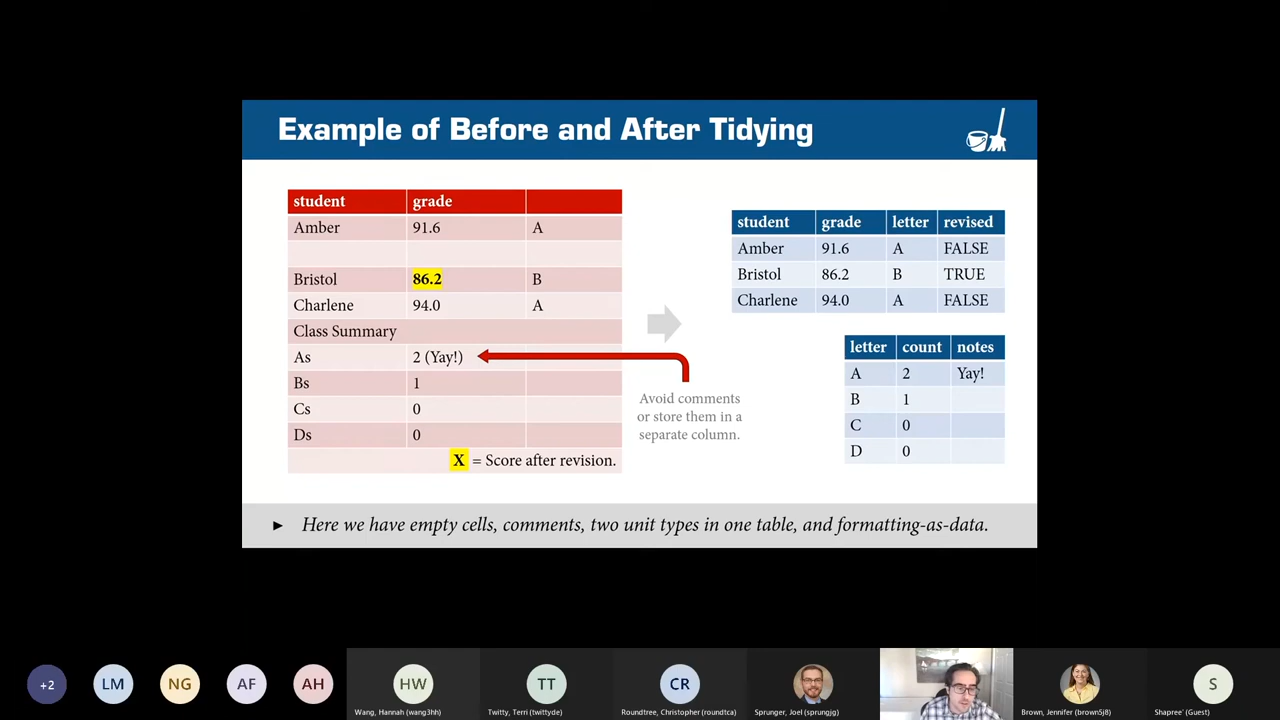 Example of Before and After Tidying
student grade
Amber 91.6 A
Bristol 86.2 B
Charlene 94.0 A
Class Summary
As 2 (Yay!)
Bs 1
Cs 0
Ds 0
X = Score after revision.
Avoid comments
or store them in a
separate column.
student grade letter revised
Amber 91.6 A FALSE
Bristol 86.2 B TRUE
Charlene 94.0 A FALSE
letter count notes
A 2 Yay!
B 1
C 0
D 0
► Here we have empty cells, comments, two unit types in one table, and formatting-as-data.
+2 LM NG AF AH HW TT CR S
Wang, Hannah (wang3hh) Twitty, Terri (twittyde) Roundtree, Christopher (roundtca) Sprunger, Joel (sprungjg) Brown, Jennifer (brown5j8) Shapree' (Guest)